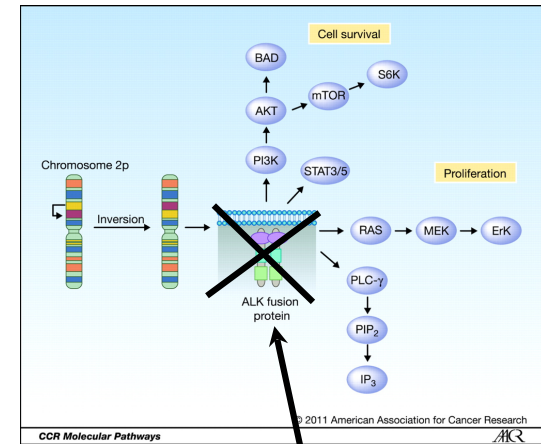 Cell survival
BAD
S6K
mTOR
AKT
PI3K
STAT3/5
Chromosome 2p
Proliferation
Inversion
RAS
MEK
ErK
PLC-γ
ALK fusion
protein
PIP2
IP3
2011 American Association for Cancer Research
CCR Molecular Pathways
AACR